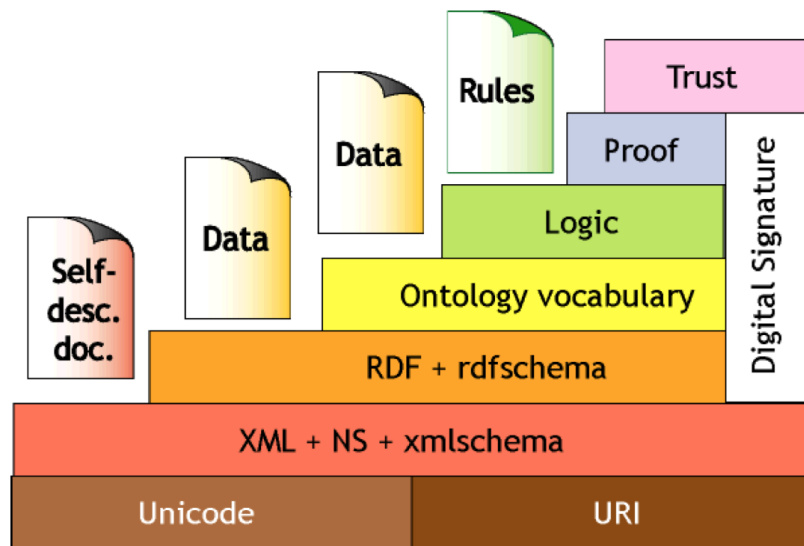 Trust
Rules
Proof
Data
Logic
Data
Digital Signature
Self-
desc.
doc.
Ontology vocabulary
RDF + rdfschema
XML + NS + xmlschema
Unicode
URI